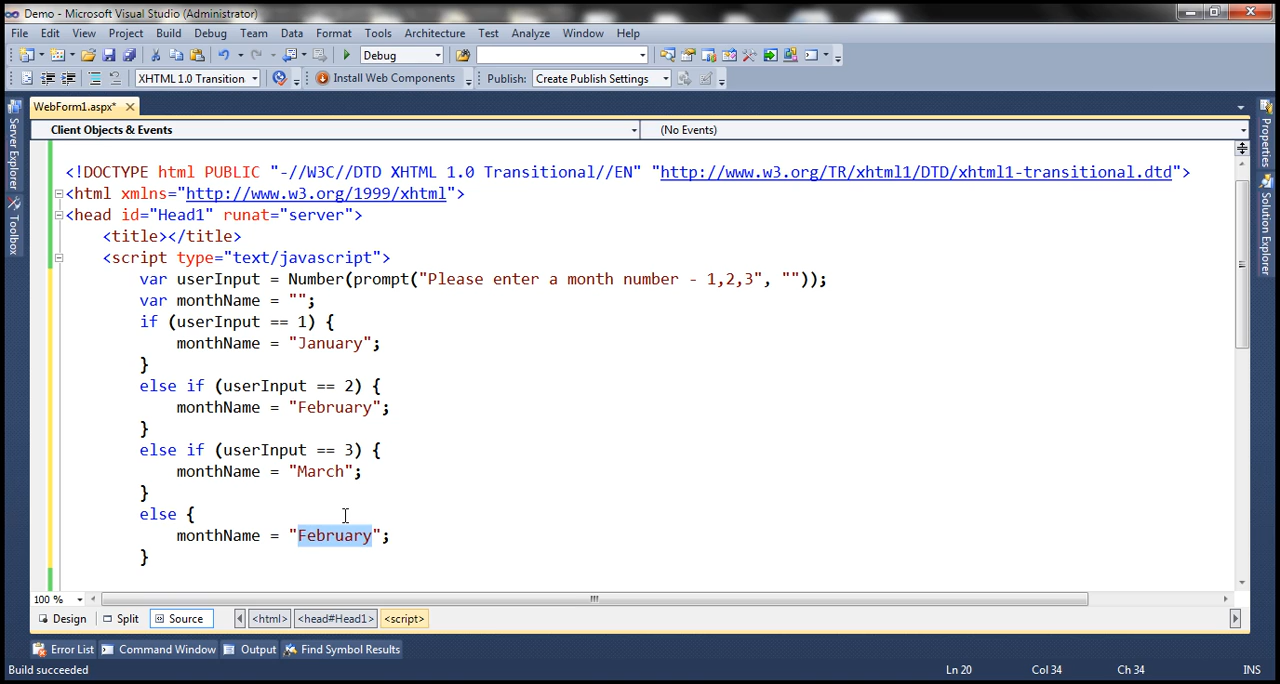 Demo - Microsoft Visual Studio (Administrator)
File Edit View Project Build Debug Team Data Format Tools Architecture Test Analyze Window Help
Debug
XHTML 1.0 Transition Install Web Components Publish: Create Publish Settings
WebForm1.aspx*
Client Objects & Events (No Events)
Server Explorer
Toolbox
Properties
Solution Explorer
<!DOCTYPE html PUBLIC "-//W3C//DTD XHTML 1.0 Transitional//EN" "http://www.w3.org/TR/xhtml1/DTD/xhtml1-transitional.dtd">
<html xmlns="http://www.w3.org/1999/xhtml">
<head id="Head1" runat="server">
<title></title>
<script type="text/javascript">
var userInput = Number(prompt("Please enter a month number - 1,2,3", ""));
var monthName = "";
if (userInput == 1) {
monthName = "January";
}
else if (userInput == 2) {
monthName = "February";
}
else if (userInput == 3) {
monthName = "March";
}
else {
monthName = "February";
}
100 %
Design Split Source <html> <head#Head1> <script>
Error List Command Window Output Find Symbol Results
Build succeeded Ln 20 Col 34 Ch 34 INS